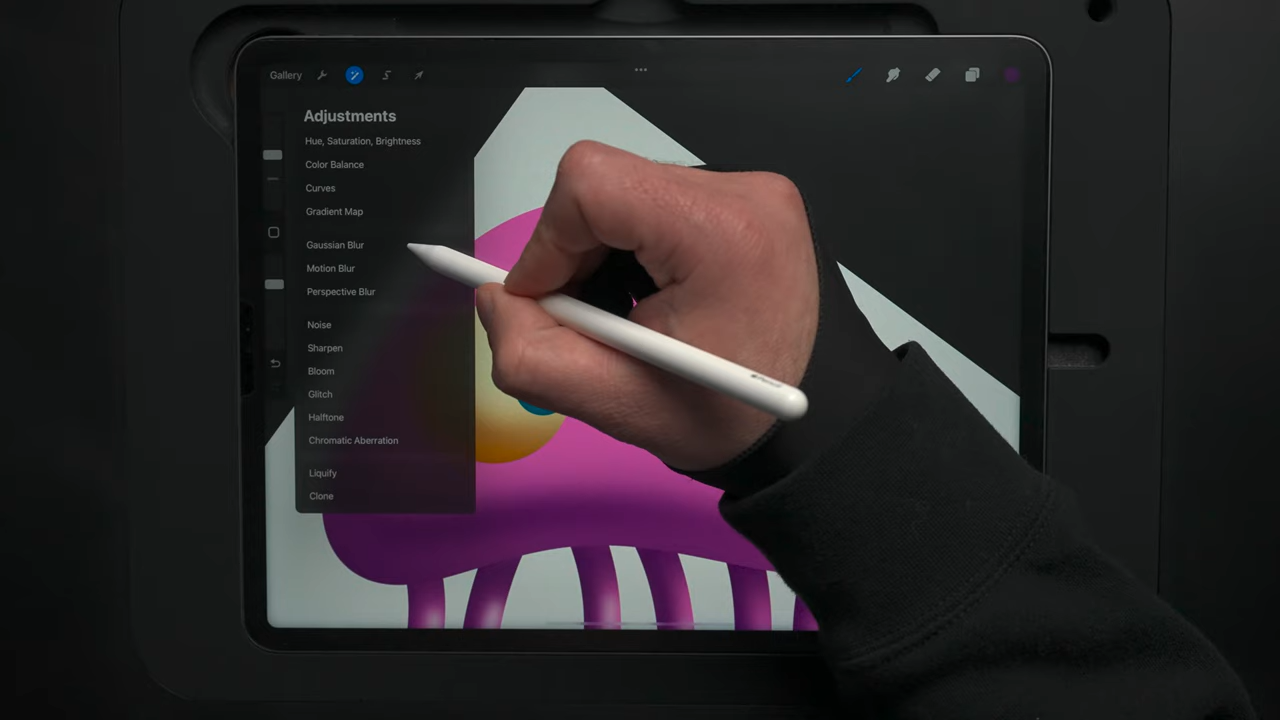 Gallery
Adjustments
Hue, Saturation, Brightness
Color Balance
Curves
Gradient Map
Gaussian Blur
Motion Blur
Perspective Blur
Noise
Sharpen
Bloom
Glitch
Halftone
Chromatic Aberration
Liquify
Clone
Pencil